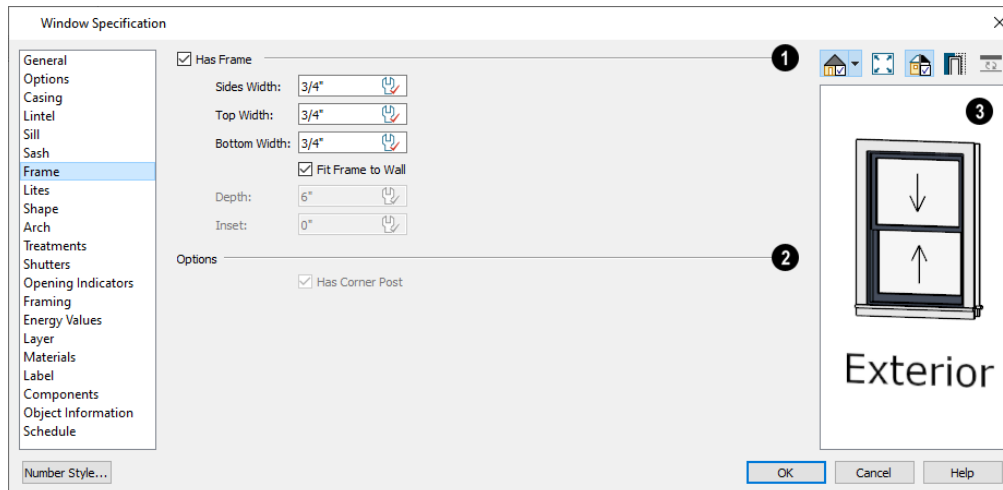 Window Specification
General
Options
Casing
Lintel
Sill
Sash
Frame
Lites
Shape
Arch
Treatments
Shutters
Opening Indicators
Framing
Energy Values
Layer
Materials
Label
Components
Object Information
Schedule
Has Frame 1
Sides Width: 3/4"
Top Width: 3/4"
Bottom Width: 3/4"
Fit Frame to Wall
Depth: 6"
Inset: 0"
Options 2
Has Corner Post
3
Exterior
Number Style... OK Cancel Help